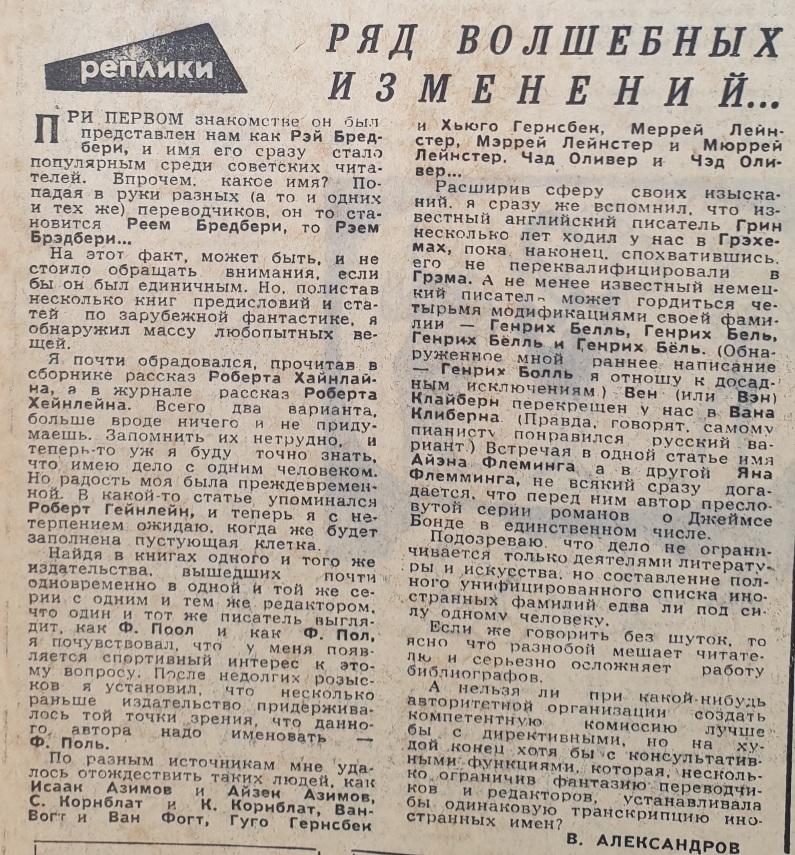 реплики
РЯД ВОЛШЕБНЫХ
ИЗМЕНЕНИЙ...
ПРИ ПЕРВОМ знакомстве он был
представлен нам как Рэй Бред-
бери, и имя его сразу стало
популярным среди советских чита-
телей. Впрочем, какое имя? По-
падая в руки разных (а то и одних
и тех же) переводчиков, он то ста-
новится Реем Бредбери, то Рэем
Брэдбери...
На этот факт, может быть, и не
стоило обращать внимания, если
бы он был единичным. Но, полистав
несколько книг предисловий и ста-
тей по зарубежной фантастике, я
обнаружил массу любопытных ве-
щей.
Я почти обрадовался, прочитав в
сборнике рассказ Роберта Хайнлай-
на, а в журнале рассказ Роберта
Хейнлейна. Всего два варианта,
больше вроде ничего и не приду-
маешь. Запомнить их нетрудно, и
теперь-то уж я буду точно знать,
что имею дело с одним человеком.
Но радость моя была преждевремен-
ной. В какой-то статье упоминался
Роберт Гейнлейн, и теперь я с не-
терпением ожидаю, когда же будет
заполнена пустующая клетка.
Найдя в книгах одного и того же
издательства, вышедших почти
одновременно в одной и той же се-
рии с одним и тем же редактором,
что один и тот же писатель выгля-
дит, как Ф. Поол и как Ф. Пол,
я почувствовал, что у меня появ-
ляется спортивный интерес к это-
му вопросу. После недолгих розыс-
ков я установил, что несколько
раньше издательство придержива-
лось той точки зрения, что данно-
го автора надо именовать —
Ф. Поль.
По разным источникам мне уда-
лось отождествить таких людей, как
Исаак Азимов и Айзек Азимов,
С. Корнблат и К. Корнблат, Ван-
Вогт и Ван Фогт, Гуго Гернсбек
и Хьюго Гернсбек, Меррей Лейн-
стер, Мэррей Лейнстер и Мюррей
Лейнстер, Чад Оливер и Чэд Оли-
вер...
Расширив сферу своих изыска-
ний, я сразу же вспомнил, что из-
вестный английский писатель Грин
несколько лет ходил у нас в Грэхе-
мах, пока наконец, спохватившись,
его не переквалифицировали в
Грэма. А не менее известный немец-
кий писатель может гордиться че-
тырьмя модификациями своей фами-
лии — Генрих Белль, Генрих Бель,
Генрих Бёлль и Генрих Бёль. (Обна-
руженное мной раннее написание
— Генрих Болль я отношу к досад-
ным исключениям.) Вен (или Вэн)
Клайберн перекрещен у нас в Вана
Клиберна. (Правда, говорят, самому
пианисту понравился русский ва-
риант.) Встречая в одной статье имя
Айэна Флеминга, а в другой Яна
Флемминга, не всякий сразу дога-
дается, что перед ним автор пресло-
вутой серии романов о Джеймсе
Бонде в единственном числе.
Подозреваю, что дело не ограни-
чивается только деятелями литерату-
ры и искусства, но составление пол-
ного унифицированного списка ино-
странных фамилий едва ли под си-
лу одному человеку.
Если же говорить без шуток, то
ясно что разнобой мешает читате-
лю и серьезно осложняет работу
библиографов.
А нельзя ли при какой-нибудь
авторитетной организации создать
компетентную комиссию лучше
бы с директивными, но на ху-
дой конец хотя бы с консультатив-
ными функциями, которая, несколь-
ко ограничив фантазию переводчи-
ков и редакторов, устанавливала
бы одинаковую транскрипцию ино-
странных имен?
В. АЛЕКСАНДРОВ